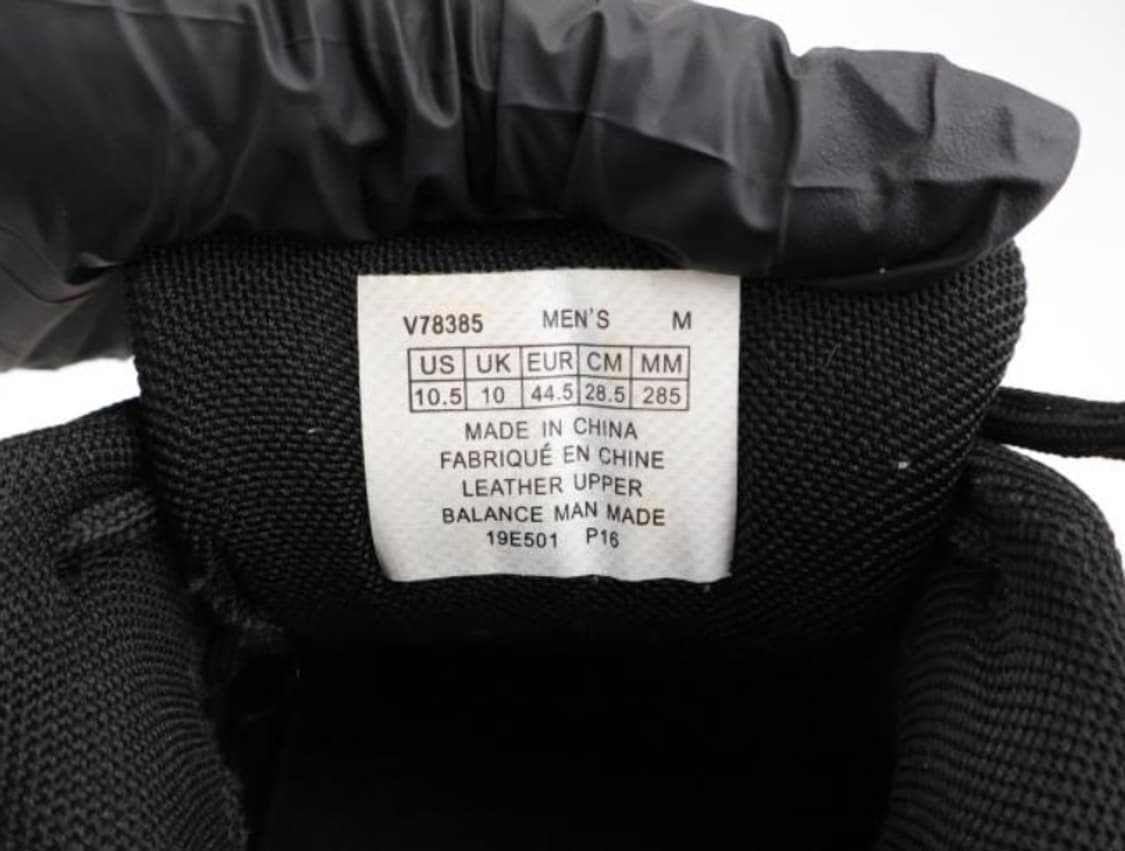 V78385 MEN'S M
US UK EUR CM MM
10.5 10 44.5 28.5 285
MADE IN CHINA
FABRIQUÉ EN CHINE
LEATHER UPPER
BALANCE MAN MADE
19E501 P16